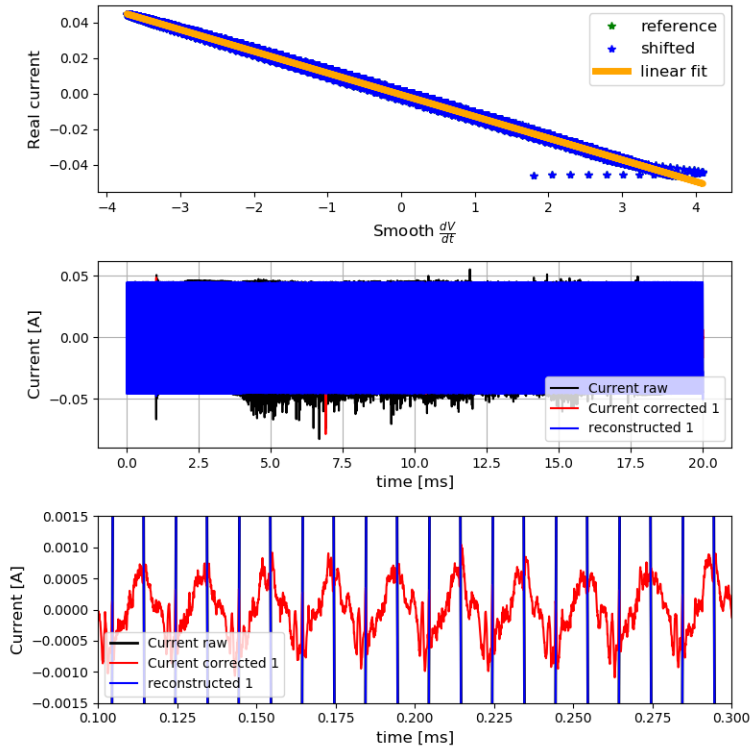 0.04
0.02
0.00
−0.02
−0.04
Real current
reference
shifted
linear fit
−4 −3 −2 −1 0 1 2 3 4
Smooth dV/dt
0.05
0.00
−0.05
Current [A]
Current raw
Current corrected 1
reconstructed 1
0.0 2.5 5.0 7.5 10.0 12.5 15.0 17.5 20.0
time [ms]
0.0015
0.0010
0.0005
0.0000
−0.0005
−0.0010
−0.0015
Current [A]
Current raw
Current corrected 1
reconstructed 1
0.100 0.125 0.150 0.175 0.200 0.225 0.250 0.275 0.300
time [ms]